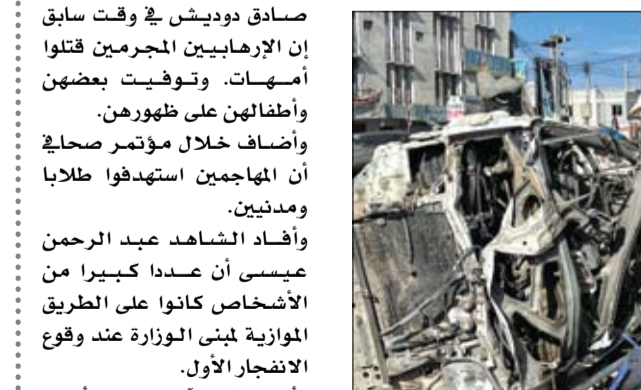 صادق دوديش في وقت سابق
إن الإرهابيين المجرمين قتلوا
أمهات. وتوفيت بعضهن
وأطفالهن على ظهورهن.
وأضاف خلال مؤتمر صحافي
أن المهاجمين استهدفوا طلابا
ومدنيين.
وأفاد الشاهد عبد الرحمن
عيسى أن عددا كبيرا من
الأشخاص كانوا على الطريق
الموازية لمبنى الوزارة عند وقوع
الانفجار الأول.